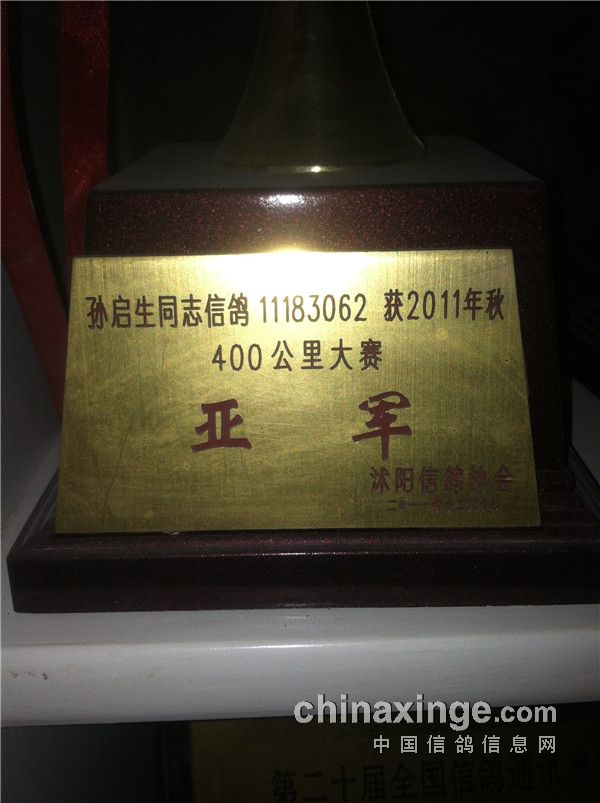 孙启生同志信鸽 11183062 获2011年秋
400公里大赛
亚军
沭阳信鸽协会
chinaxinge.com
中国信鸽信息网
第二十届全国信鸽通讯赛